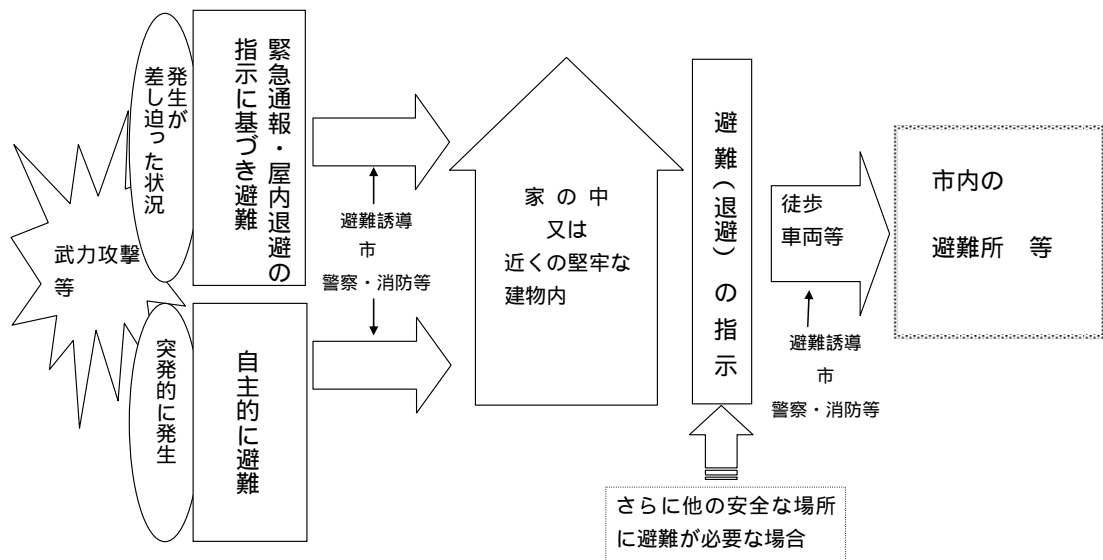 武力攻撃
等
発生が
差し迫った状況
緊急通報・屋内退避の
指示に基づき避難
突発的に発生
自主的に避難
避難誘導
市
警察・消防等
家の中
又は
近くの堅牢な
建物内
避難(退避)の指示
さらに他の安全な場所
に避難が必要な場合
徒歩
車両等
避難誘導
市
警察・消防等
市内の
避難所 等